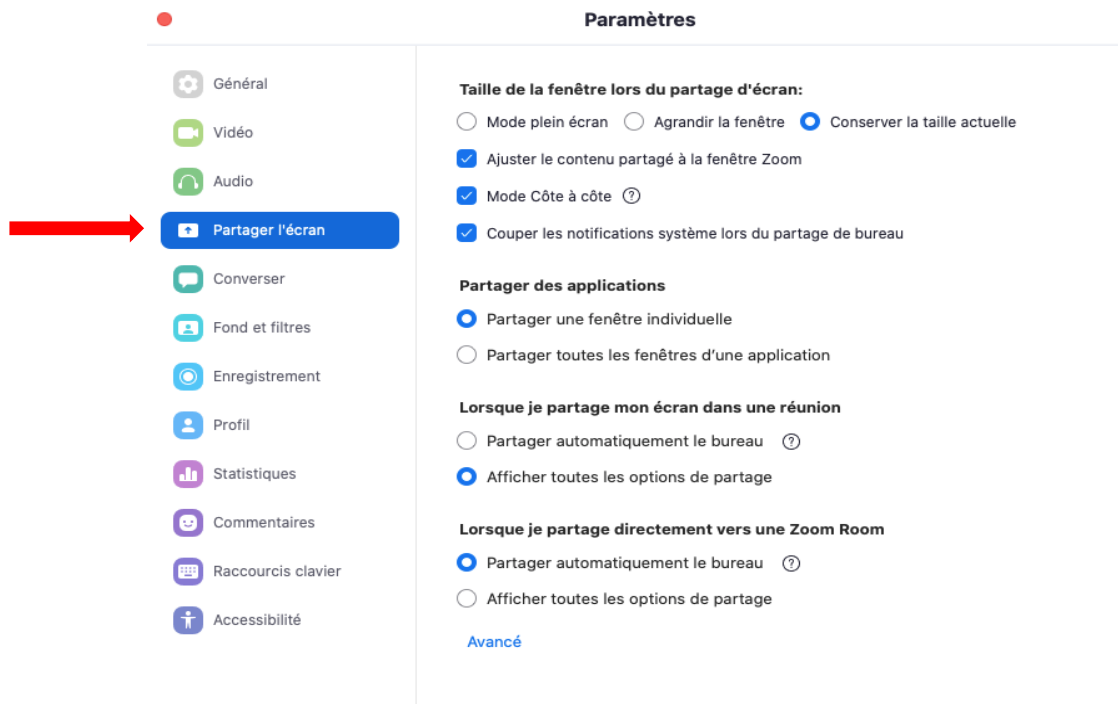 Paramètres
Général
Vidéo
Audio
Partager l'écran
Converser
Fond et filtres
Enregistrement
Profil
Statistiques
Commentaires
Raccourcis clavier
Accessibilité
Taille de la fenêtre lors du partage d'écran:
Mode plein écran Agrandir la fenêtre Conserver la taille actuelle
Ajuster le contenu partagé à la fenêtre Zoom
Mode Côte à côte ?
Couper les notifications système lors du partage de bureau
Partager des applications
Partager une fenêtre individuelle
Partager toutes les fenêtres d’une application
Lorsque je partage mon écran dans une réunion
Partager automatiquement le bureau ?
Afficher toutes les options de partage
Lorsque je partage directement vers une Zoom Room
Partager automatiquement le bureau ?
Afficher toutes les options de partage
Avancé